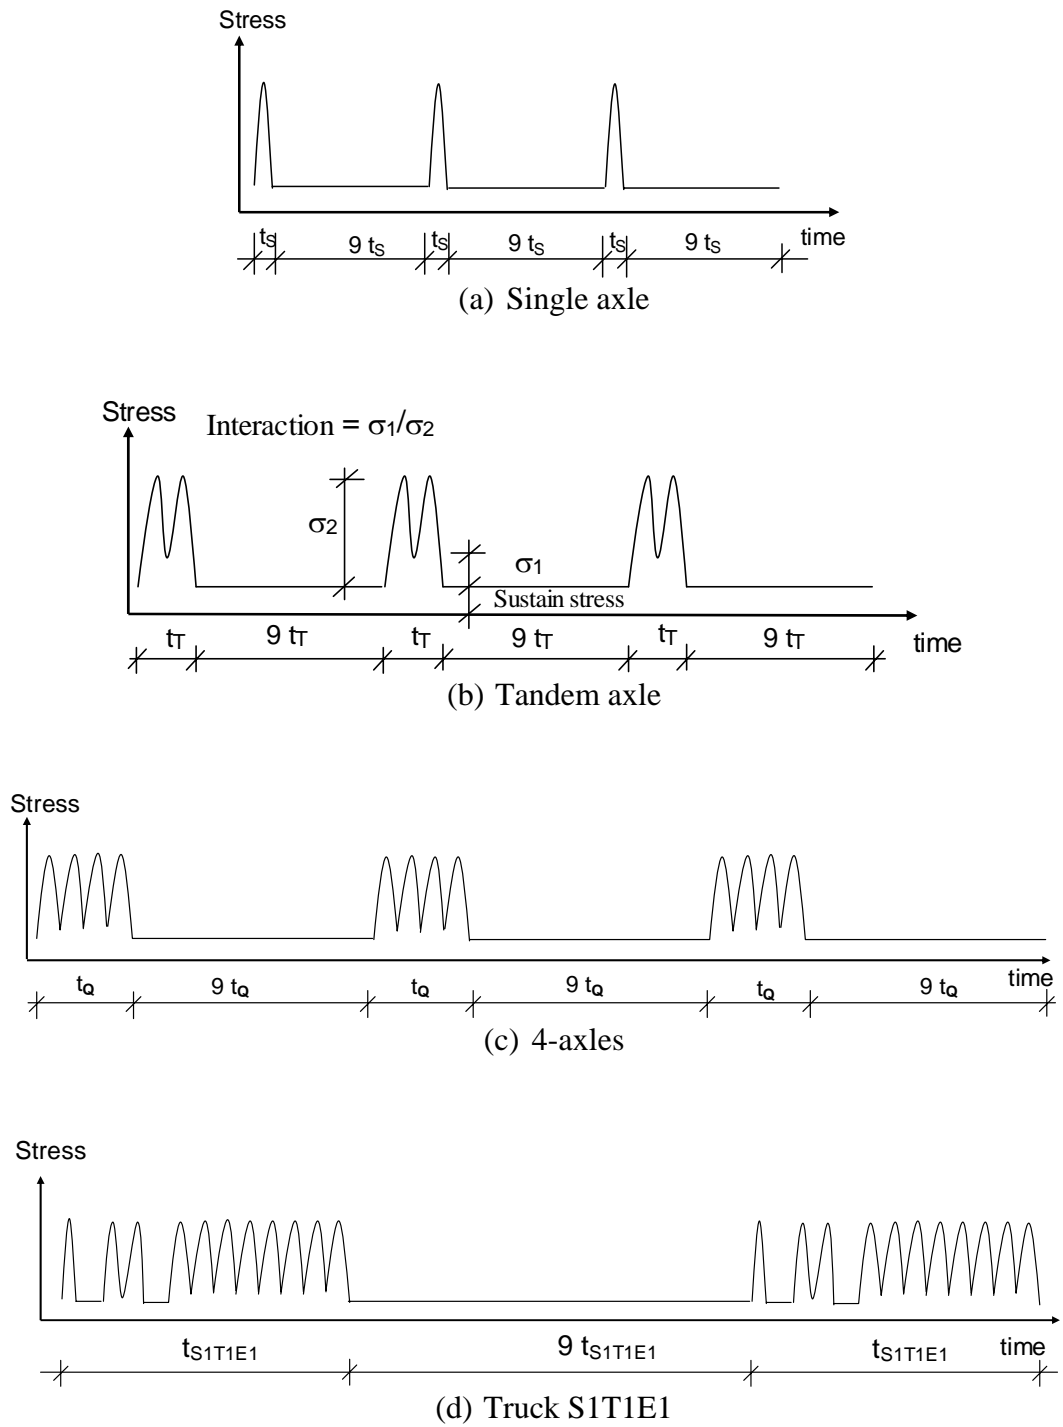 Stress
tS 9 tS tS 9 tS tS 9 tS time
(a) Single axle
Stress
Interaction = σ1/σ2
σ2
σ1
Sustain stress
tT 9 tT tT 9 tT tT 9 tT time
(b) Tandem axle
Stress
tQ 9 tQ tQ 9 tQ tQ 9 tQ time
(c) 4-axles
Stress
tS1T1E1 9 tS1T1E1 tS1T1E1 time
(d) Truck S1T1E1